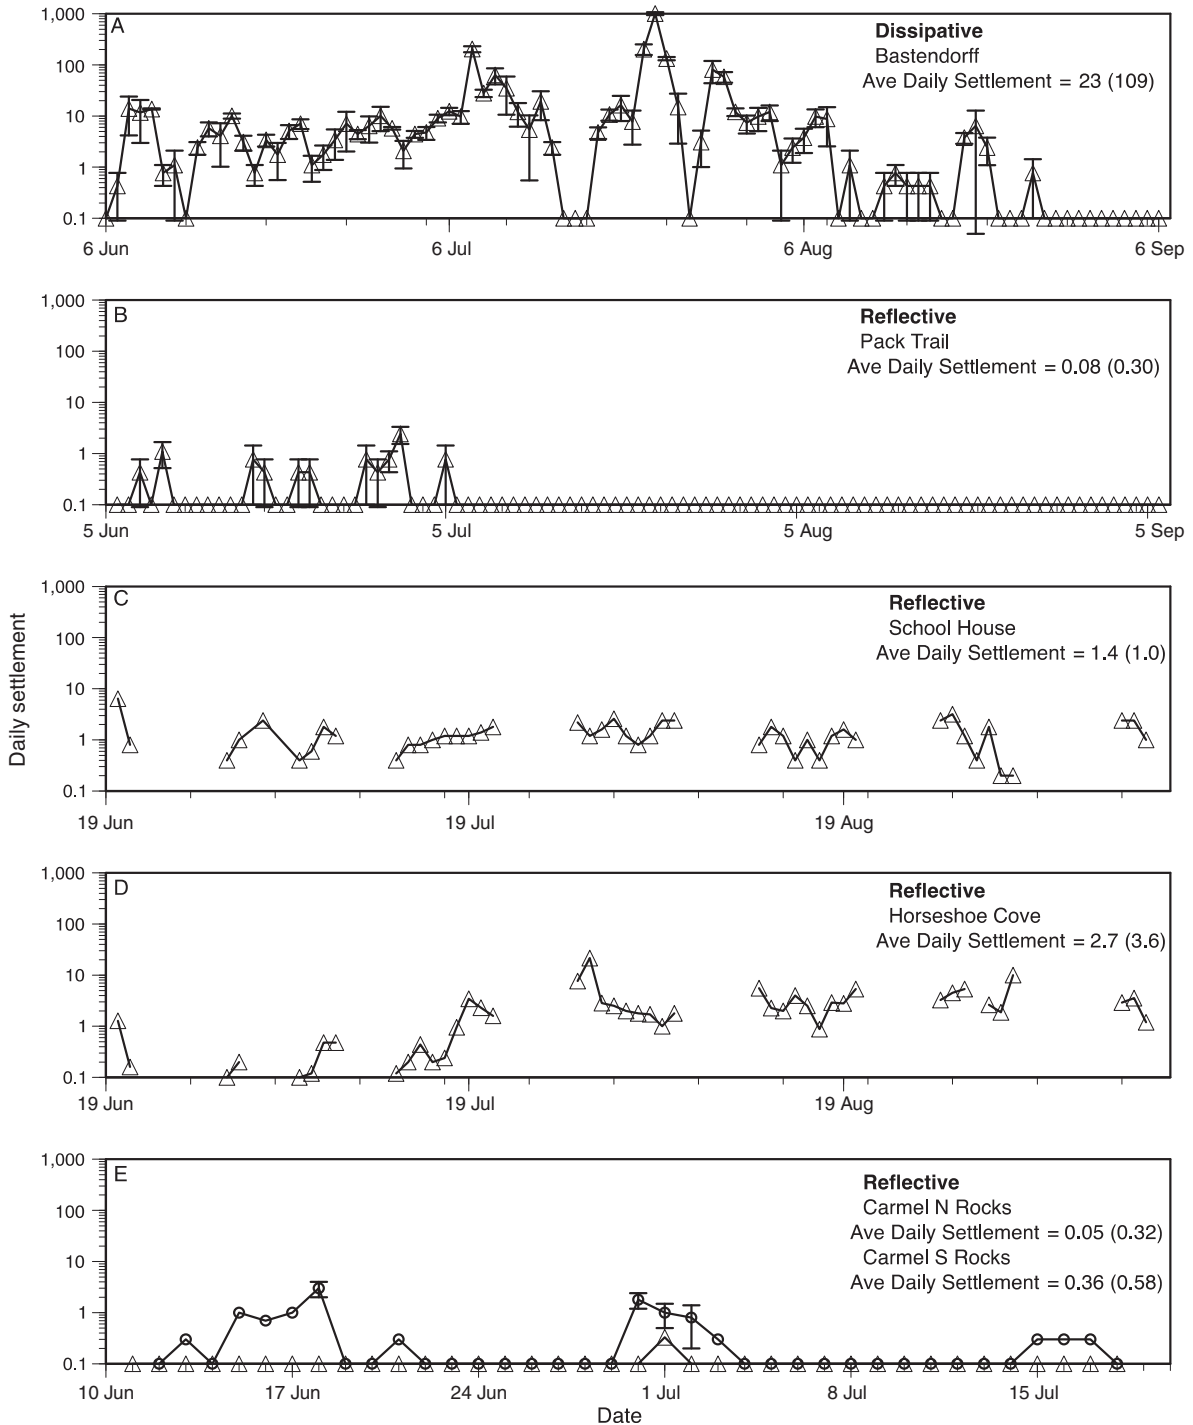 A
Dissipative
Bastendorff
Ave Daily Settlement = 23 (109)
1,000
100
10
1
0.1
6 Jun
6 Jul
6 Aug
6 Sep
B
Reflective
Pack Trail
Ave Daily Settlement = 0.08 (0.30)
1,000
100
10
1
0.1
5 Jun
5 Jul
5 Aug
5 Sep
Daily settlement
C
Reflective
School House
Ave Daily Settlement = 1.4 (1.0)
1,000
100
10
1
0.1
19 Jun
19 Jul
19 Aug
D
Reflective
Horseshoe Cove
Ave Daily Settlement = 2.7 (3.6)
1,000
100
10
1
0.1
19 Jun
19 Jul
19 Aug
E
Reflective
Carmel N Rocks
Ave Daily Settlement = 0.05 (0.32)
Carmel S Rocks
Ave Daily Settlement = 0.36 (0.58)
1,000
100
10
1
0.1
10 Jun
17 Jun
24 Jun
1 Jul
8 Jul
15 Jul
Date